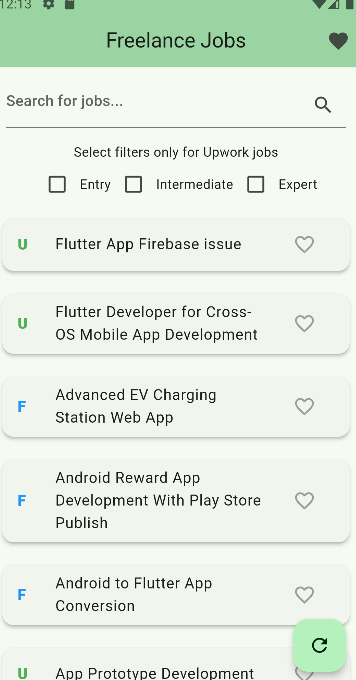 12:13
Freelance Jobs
Search for jobs...
Select filters only for Upwork jobs
Entry Intermediate Expert
U Flutter App Firebase issue
U Flutter Developer for Cross-
OS Mobile App Development
F Advanced EV Charging
Station Web App
F Android Reward App
Development With Play Store
Publish
F Android to Flutter App
Conversion
U App Prototype Development